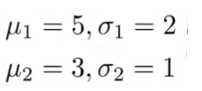 μ₁ = 5, σ₁ = 2
μ₂ = 3, σ₂ = 1